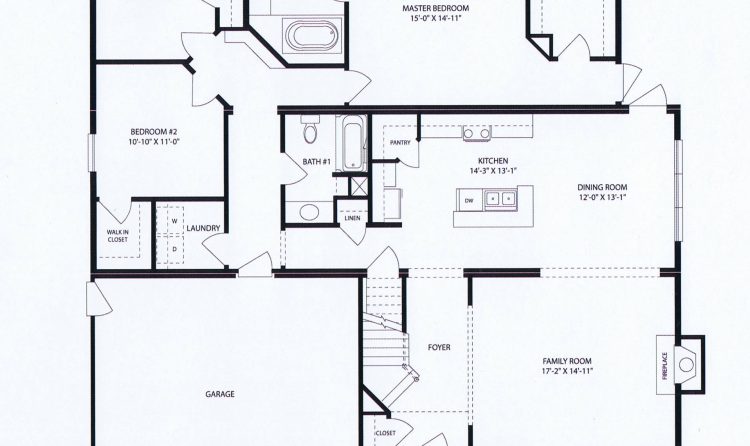 MASTER BEDROOM
15'-0" X 14'-11"
BEDROOM #2
10'-10" X 11'-0"
BATH #1
PANTRY
KITCHEN
14'-3" X 13'-1"
DINING ROOM
12'-0" X 13'-1"
DW
LINEN
WALK IN
CLOSET
W
D
LAUNDRY
FOYER
FAMILY ROOM
17'-2" X 14'-11"
FIREPLACE
GARAGE
CLOSET